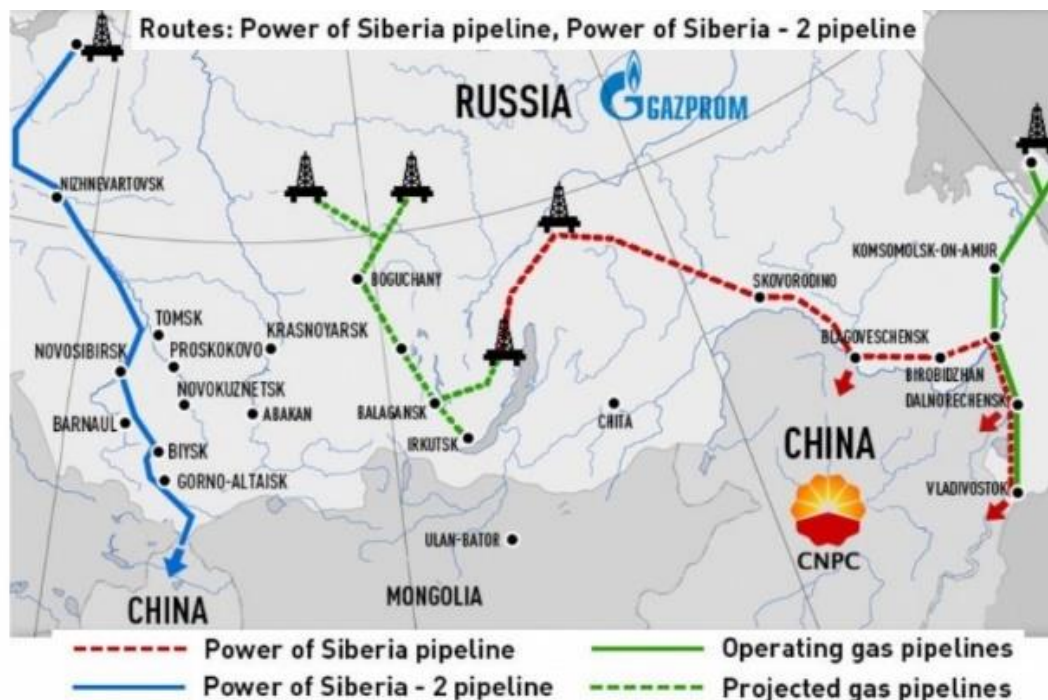 Routes: Power of Siberia pipeline, Power of Siberia - 2 pipeline
RUSSIA
GAZPROM
NIZHNEVARTOVSK
KOMSOMOLSK-ON-AMUR
BOGUCHANY
SKOVORODINO
TOMSK
KRASNOYARSK
NOVOSIBIRSK
PROSKOKOVO
BLAGOVESCHENSK
BIROBIDZHAN
NOVOKUZNETSK
DALNORECHENSK
BARNAUL
ABAKAN
BALAGANSK
CHITA
IRKUTSK
CHINA
BIYSK
GORNO-ALTAISK
VLADIVOSTOK
ULAN-BATOR
CNPC
MONGOLIA
CHINA
Power of Siberia pipeline
Operating gas pipelines
Power of Siberia - 2 pipeline
Projected gas pipelines